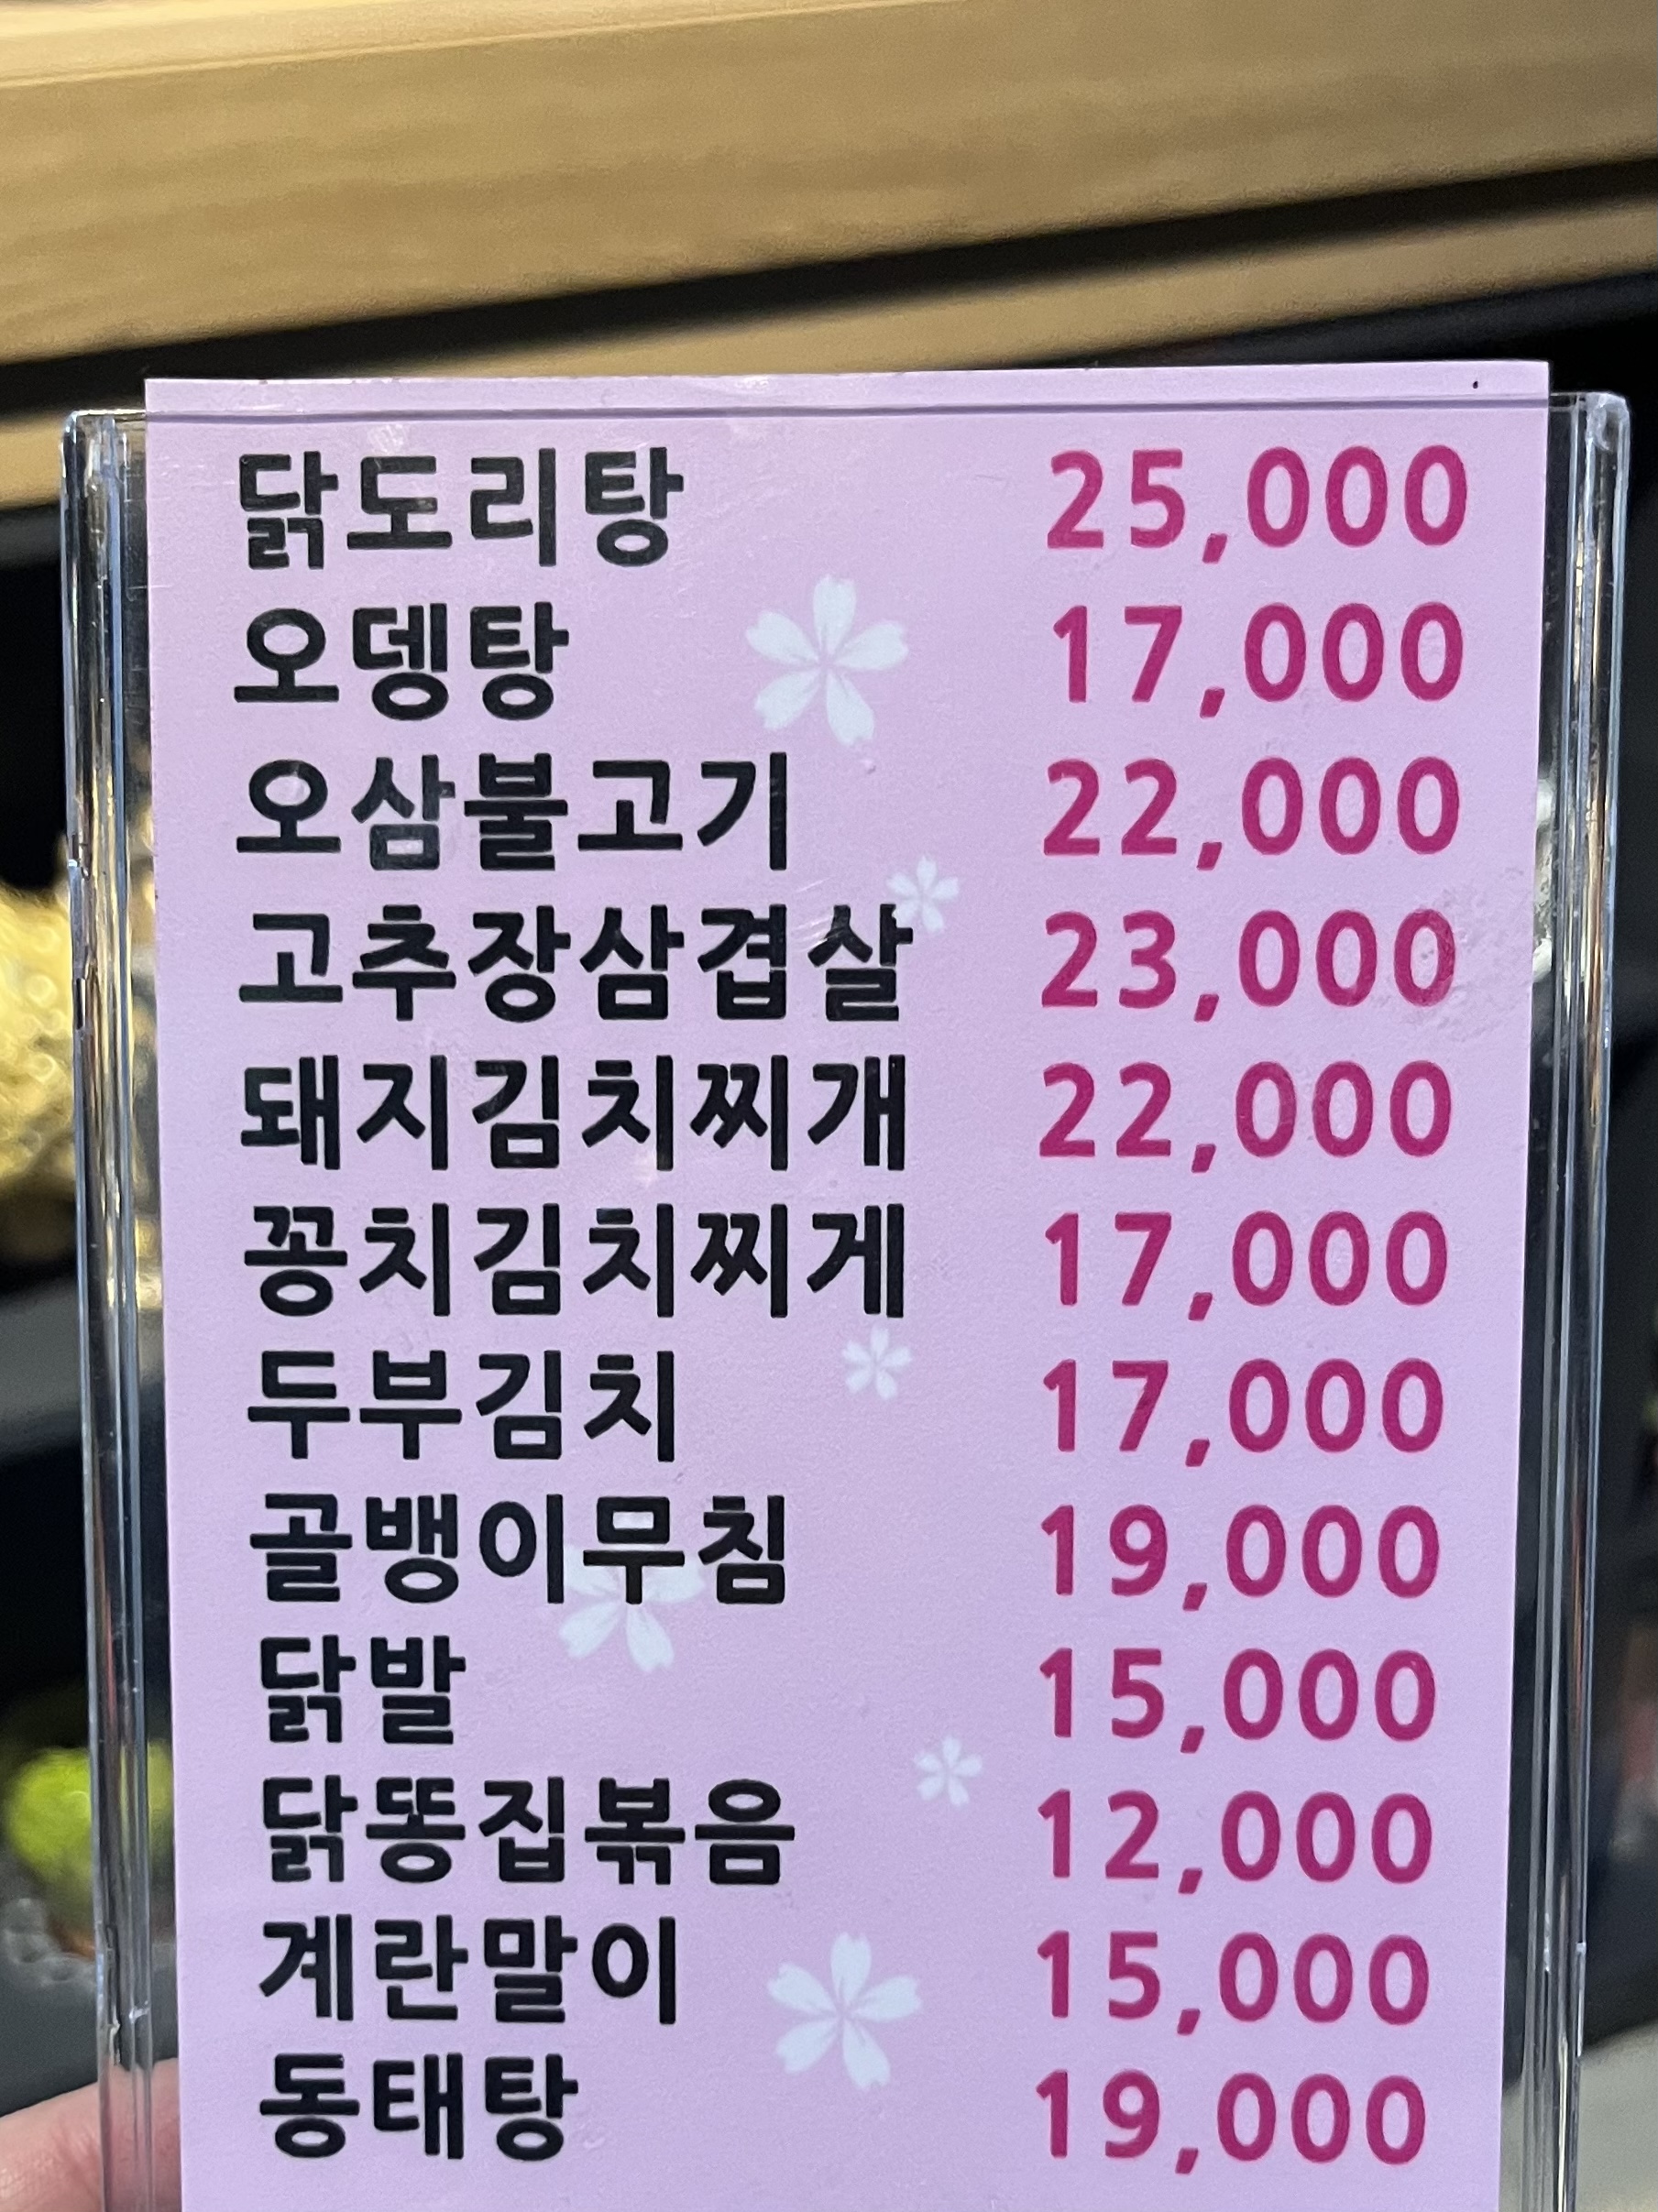 닭도리탕 25,000
오뎅탕 17,000
오삼불고기 22,000
고추장삼겹살 23,000
돼지김치찌개 22,000
꽁치김치찌게 17,000
두부김치 17,000
골뱅이무침 19,000
닭발 15,000
닭똥집볶음 12,000
계란말이 15,000
동태탕 19,000